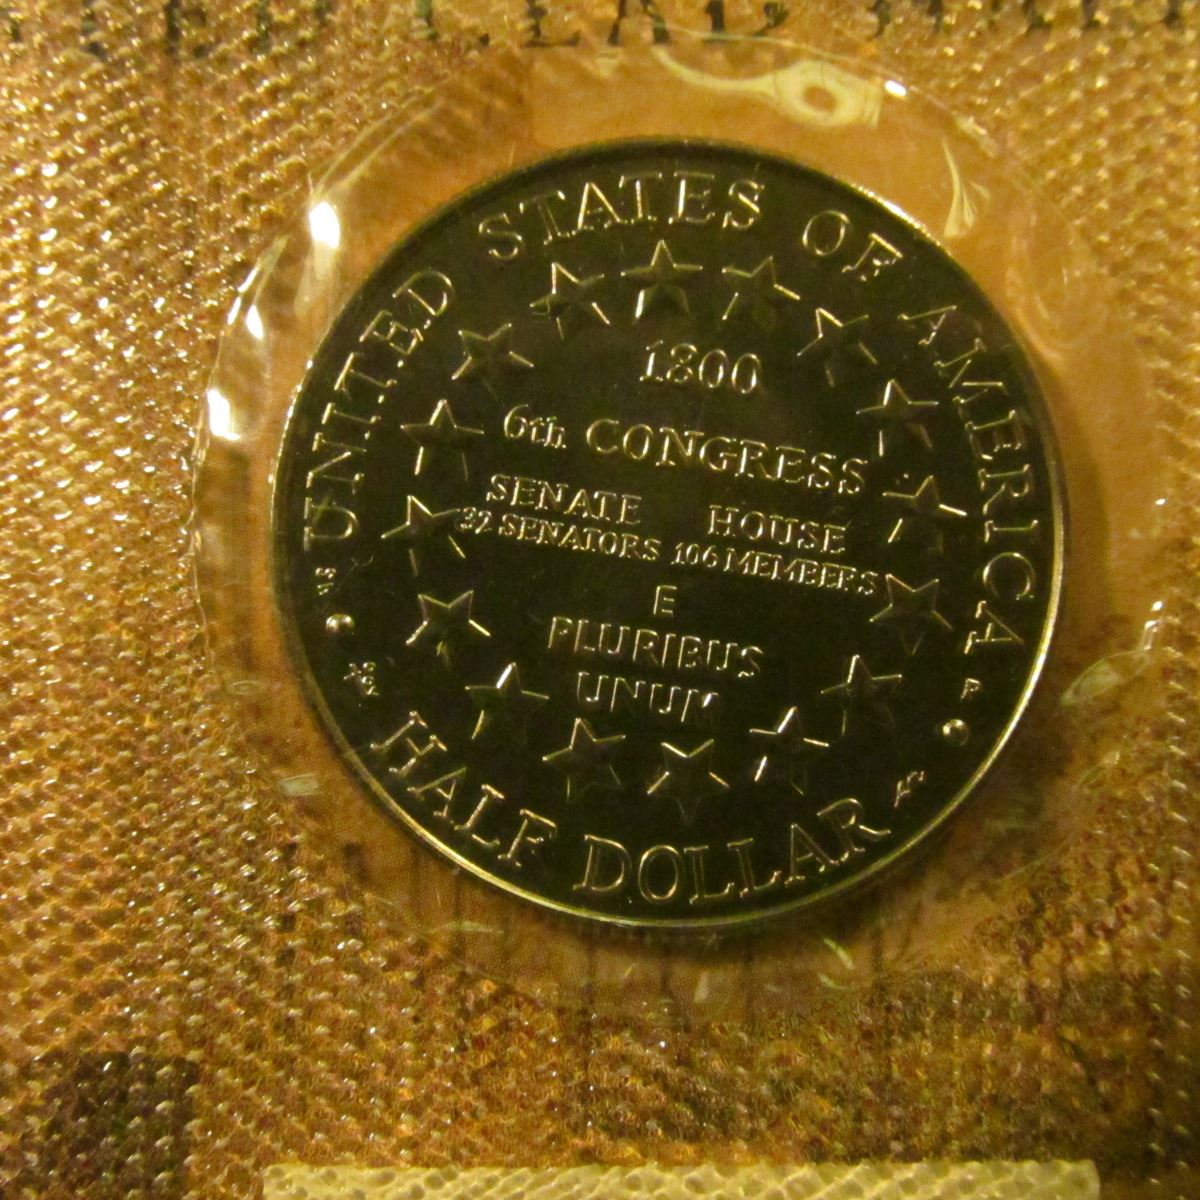 UNITED STATES OF AMERICA
1800
6th CONGRESS
SENATE HOUSE
32 SENATORS 106 MEMBERS
E
PLURIBUS
UNUM
P
HALF DOLLAR